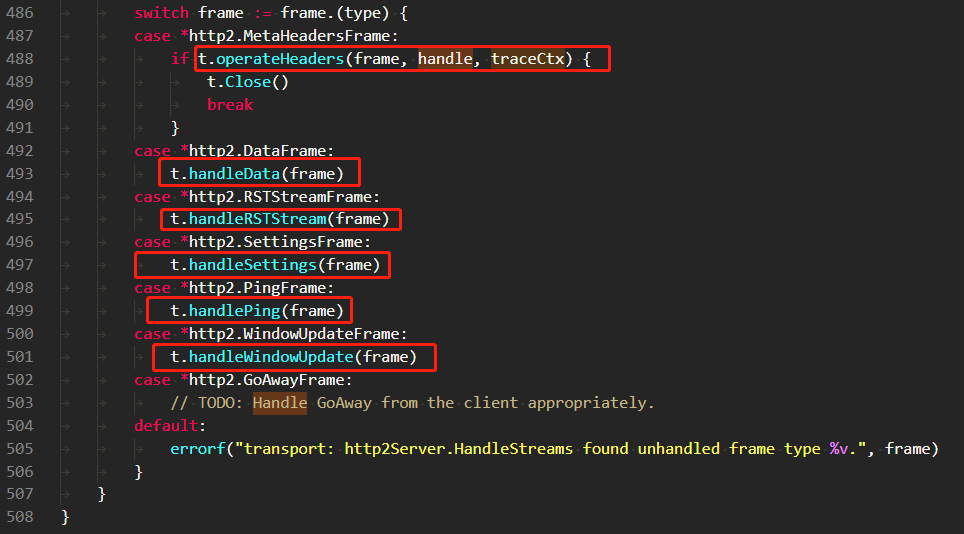 486 switch frame := frame.(type) {
487 case *http2.MetaHeadersFrame:
488 if t.operateHeaders(frame, handle, traceCtx) {
489 t.Close()
490 break
491 }
492 case *http2.DataFrame:
493 t.handleData(frame)
494 case *http2.RSTStreamFrame:
495 t.handleRSTStream(frame)
496 case *http2.SettingsFrame:
497 t.handleSettings(frame)
498 case *http2.PingFrame:
499 t.handlePing(frame)
500 case *http2.WindowUpdateFrame:
501 t.handleWindowUpdate(frame)
502 case *http2.GoAwayFrame:
503 // TODO: Handle GoAway from the client appropriately.
504 default:
505 errorf("transport: http2Server.HandleStreams found unhandled frame type %v.", frame)
506 }
507 }
508 }